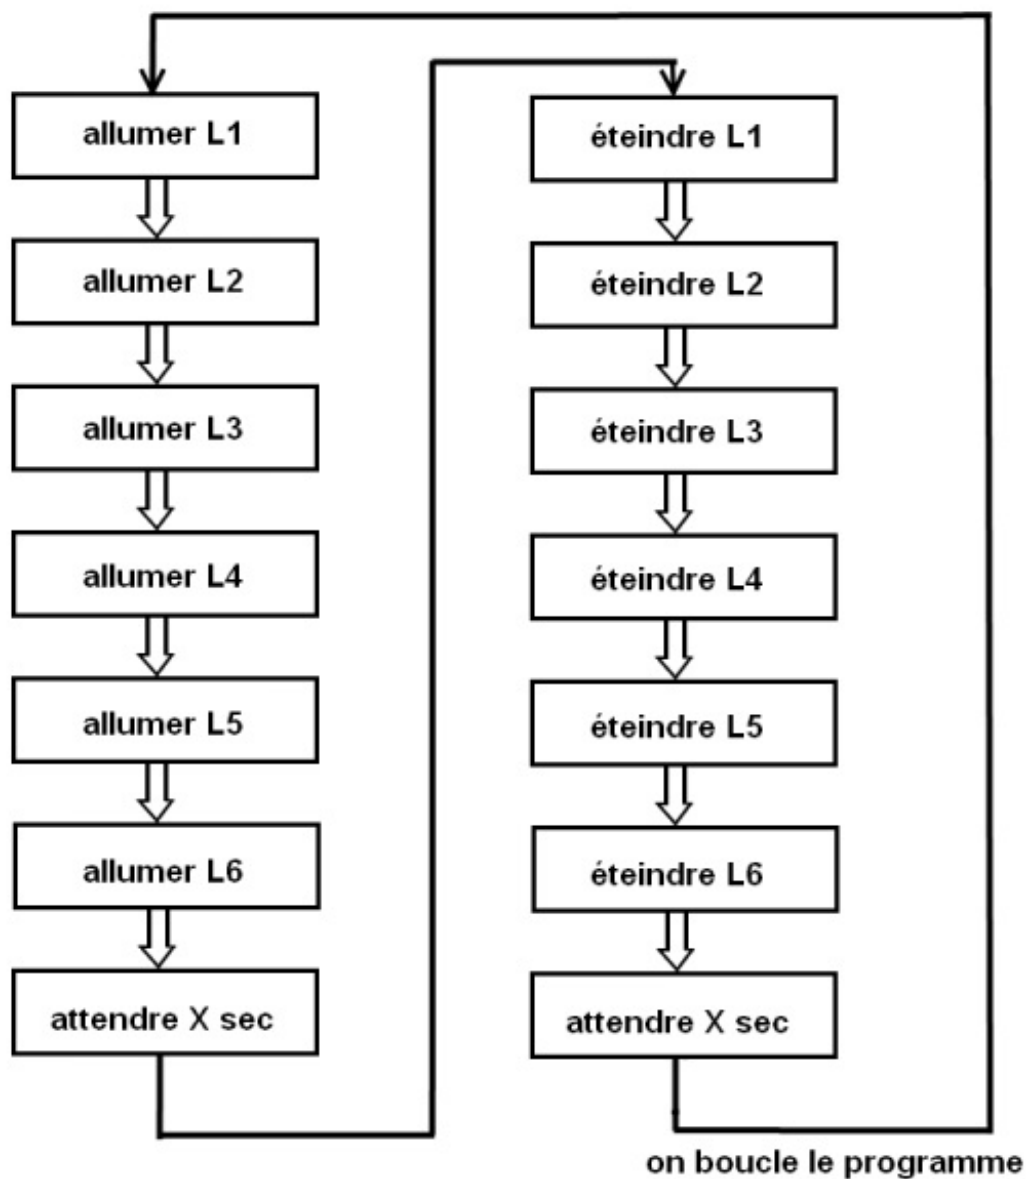 allumer L1
allumer L2
allumer L3
allumer L4
allumer L5
allumer L6
attendre X sec
éteindre L1
éteindre L2
éteindre L3
éteindre L4
éteindre L5
éteindre L6
attendre X sec
on boucle le programme